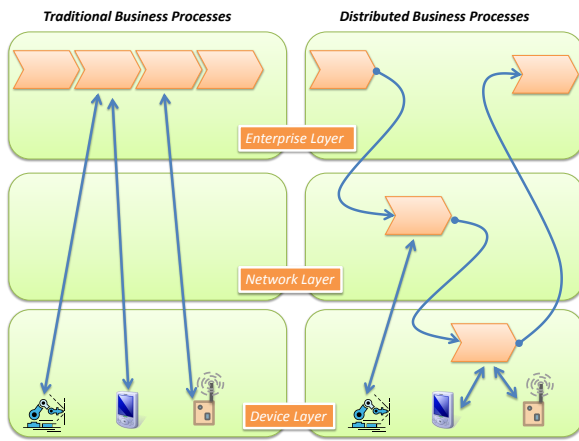 Traditional Business Processes
Distributed Business Processes
Enterprise Layer
Network Layer
Device Layer